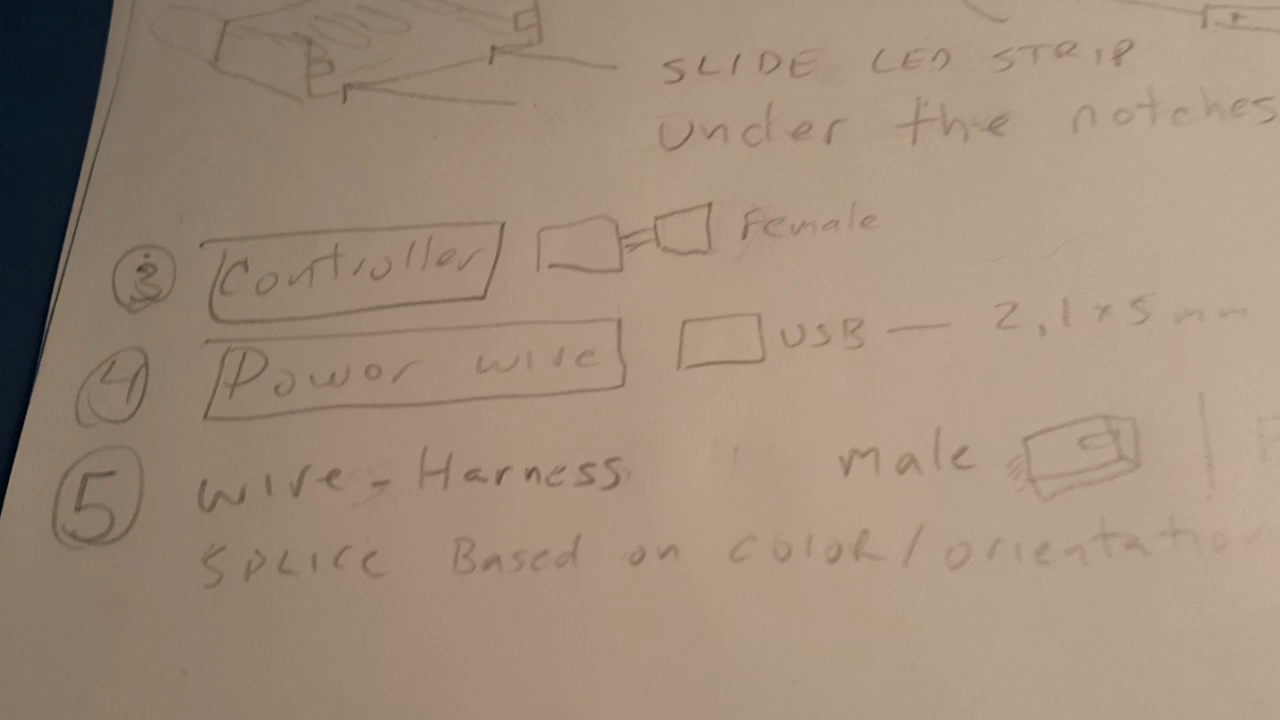 SLIDE LED STRIP
under the notches
3 Controller Female
4 Power wire USB — 2.1x5mm
5 wire-Harness male
SPLICE Based on color/orientation